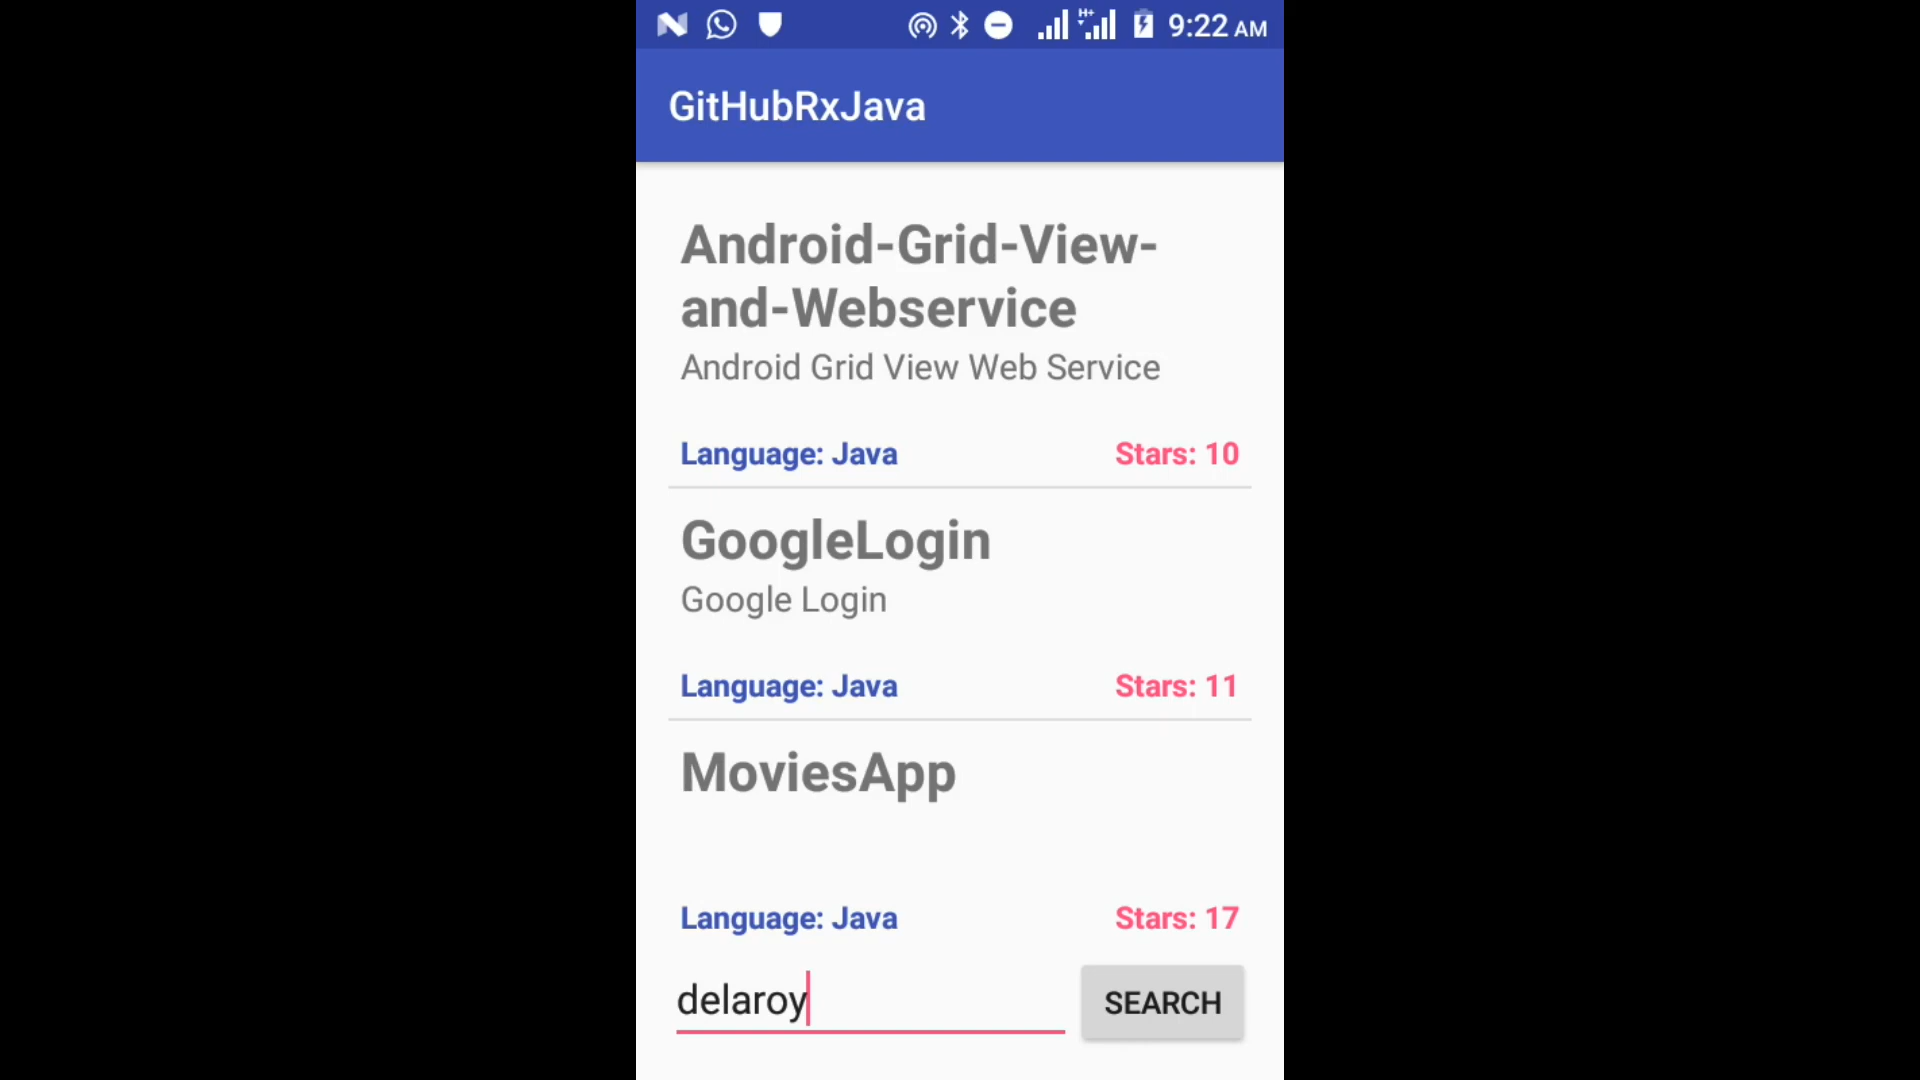 H+
9:22 AM
GitHubRxJava
Android-Grid-View-
and-Webservice
Android Grid View Web Service
Language: Java Stars: 10
GoogleLogin
Google Login
Language: Java Stars: 11
MoviesApp
Language: Java Stars: 17
delaroy SEARCH